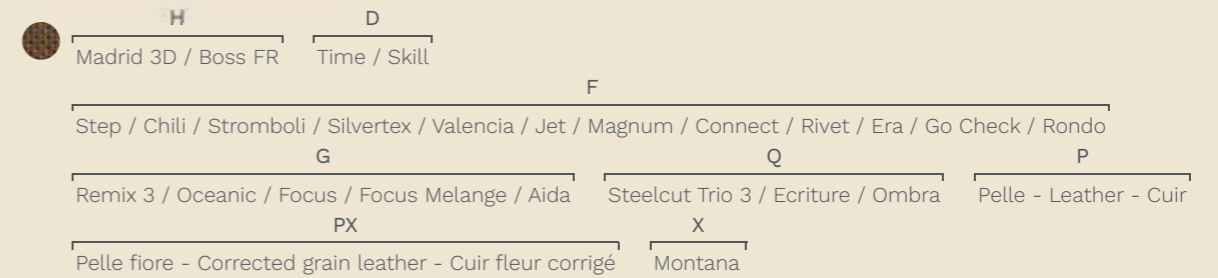 H D
Madrid 3D / Boss FR Time / Skill
F
Step / Chili / Stromboli / Silvertex / Valencia / Jet / Magnum / Connect / Rivet / Era / Go Check / Rondo
G Q P
Remix 3 / Oceanic / Focus / Focus Melange / Aida Steelcut Trio 3 / Ecriture / Ombra Pelle - Leather - Cuir
PX X
Pelle fiore - Corrected grain leather - Cuir fleur corrigé Montana